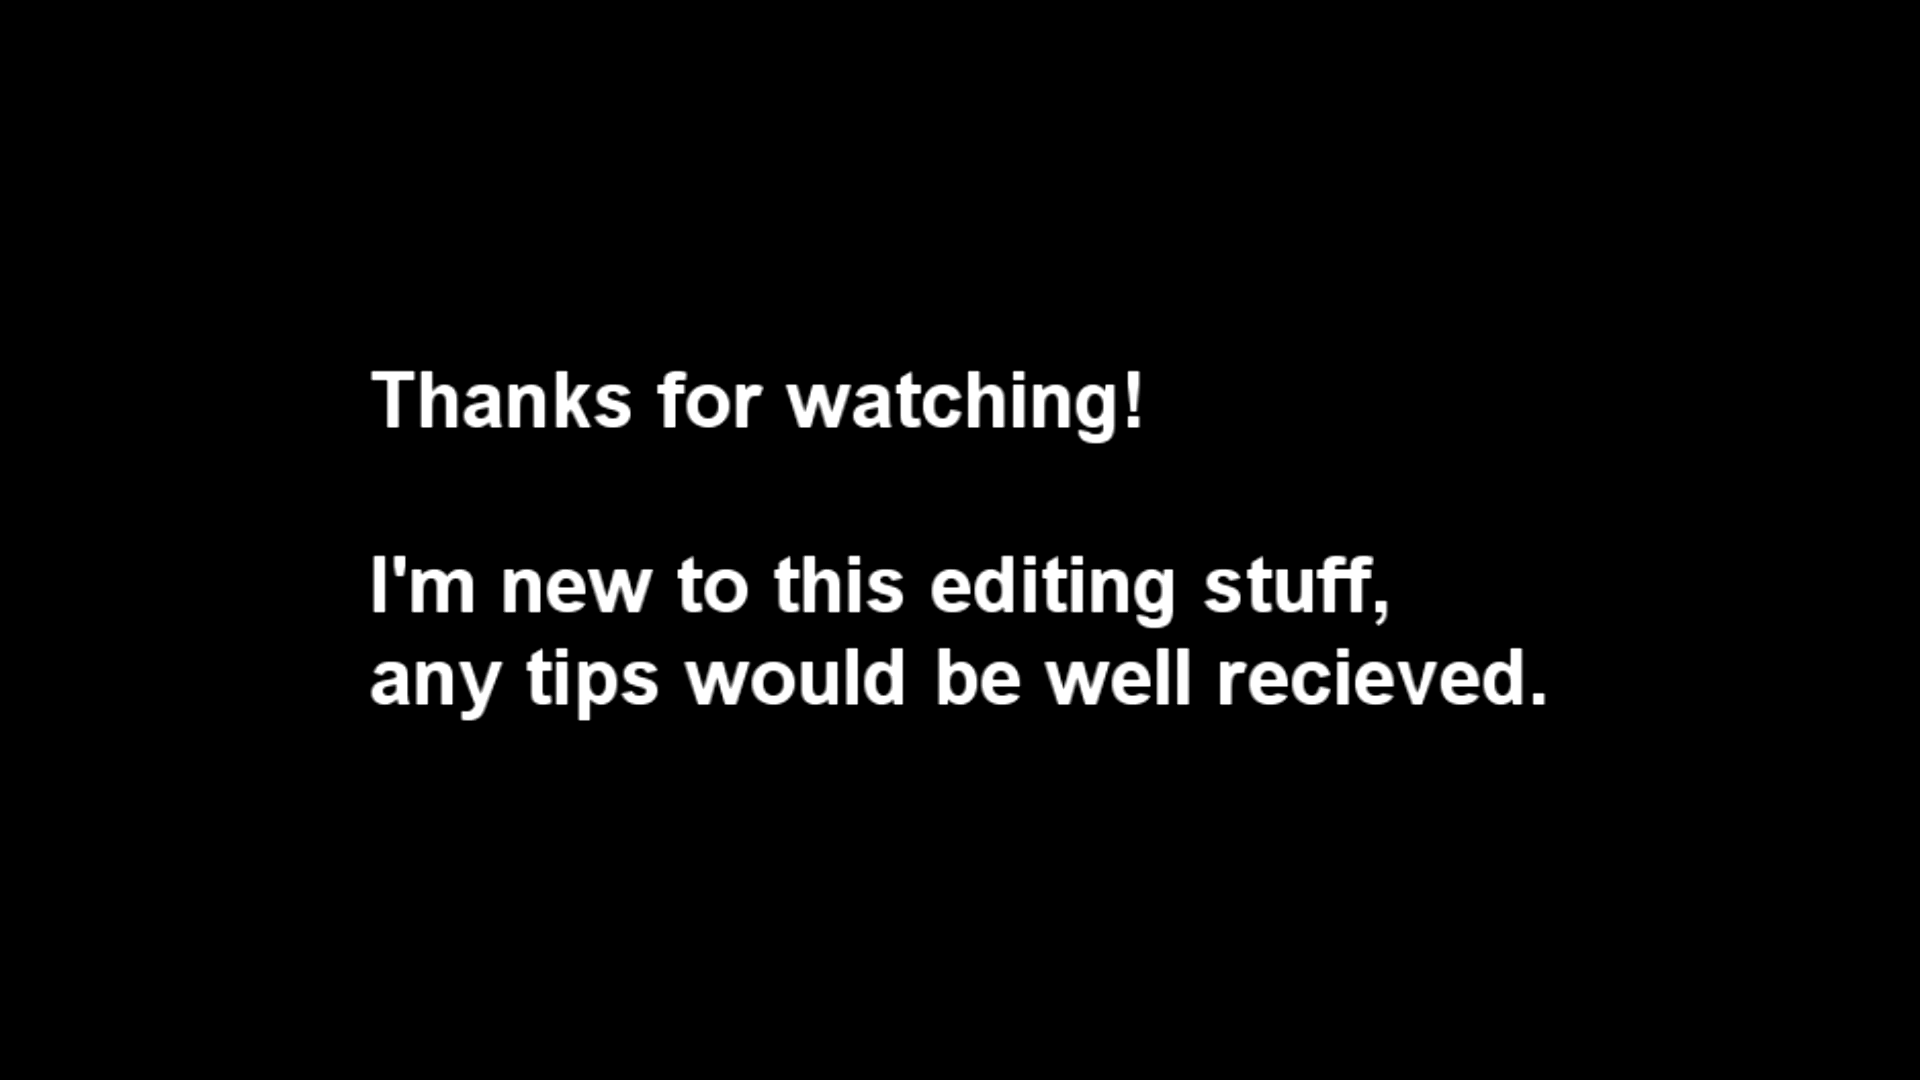 Thanks for watching!
I'm new to this editing stuff,
any tips would be well recieved.